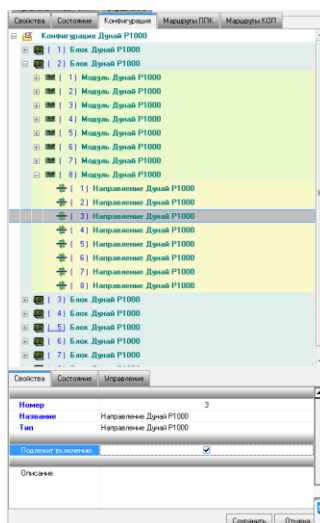 Свойства Состояние Конфигурация Маршруты ППК Маршруты КОП
Конфигурация Дунай Р1000
( 1) Блок Дунай Р1000
( 2) Блок Дунай Р1000
( 1) Модуль Дунай Р1000
( 2) Модуль Дунай Р1000
( 3) Модуль Дунай Р1000
( 4) Модуль Дунай Р1000
( 5) Модуль Дунай Р1000
( 6) Модуль Дунай Р1000
( 7) Модуль Дунай Р1000
( 8) Модуль Дунай Р1000
( 1) Направление Дунай Р1000
( 2) Направление Дунай Р1000
( 3) Направление Дунай Р1000
( 4) Направление Дунай Р1000
( 5) Направление Дунай Р1000
( 6) Направление Дунай Р1000
( 7) Направление Дунай Р1000
( 8) Направление Дунай Р1000
( 3) Блок Дунай Р1000
( 4) Блок Дунай Р1000
( 5) Блок Дунай Р1000
( 6) Блок Дунай Р1000
( 7) Блок Дунай Р1000
Свойства Состояние Управление
Номер 3
Название Направление Дунай Р1000
Тип Направление Дунай Р1000
Подлежит включению
Описание
Сохранить Отмена